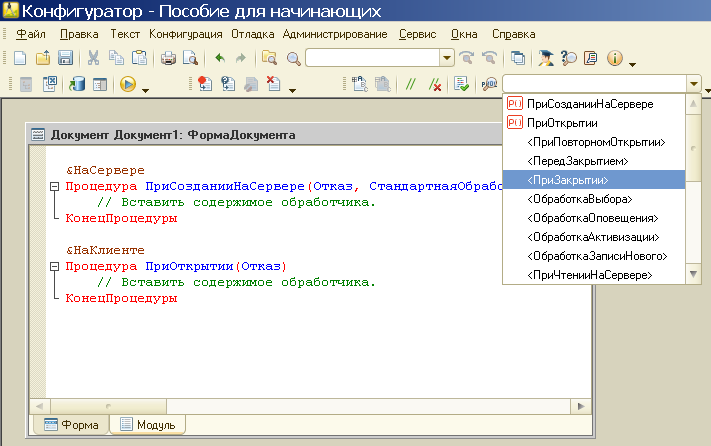 Конфигуратор - Пособие для начинающих
Файл Правка Текст Конфигурация Отладка Администрирование Сервис Окна Справка
P()ПриСозданииНаСервере
P()ПриОткрытии
<ПриПовторномОткрытии>
<ПередЗакрытием>
<ПриЗакрытии>
<ОбработкаВыбора>
<ОбработкаОповещения>
<ОбработкаАктивизации>
<ОбработкаЗаписиНового>
<ПриЧтенииНаСервере>
Документ Документ1: ФормаДокумента
&НаСервере
Процедура ПриСозданииНаСервере(Отказ, СтандартнаяОбрабо
// Вставить содержимое обработчика.
КонецПроцедуры
&НаКлиенте
Процедура ПриОткрытии(Отказ)
// Вставить содержимое обработчика.
КонецПроцедуры
Форма Модуль